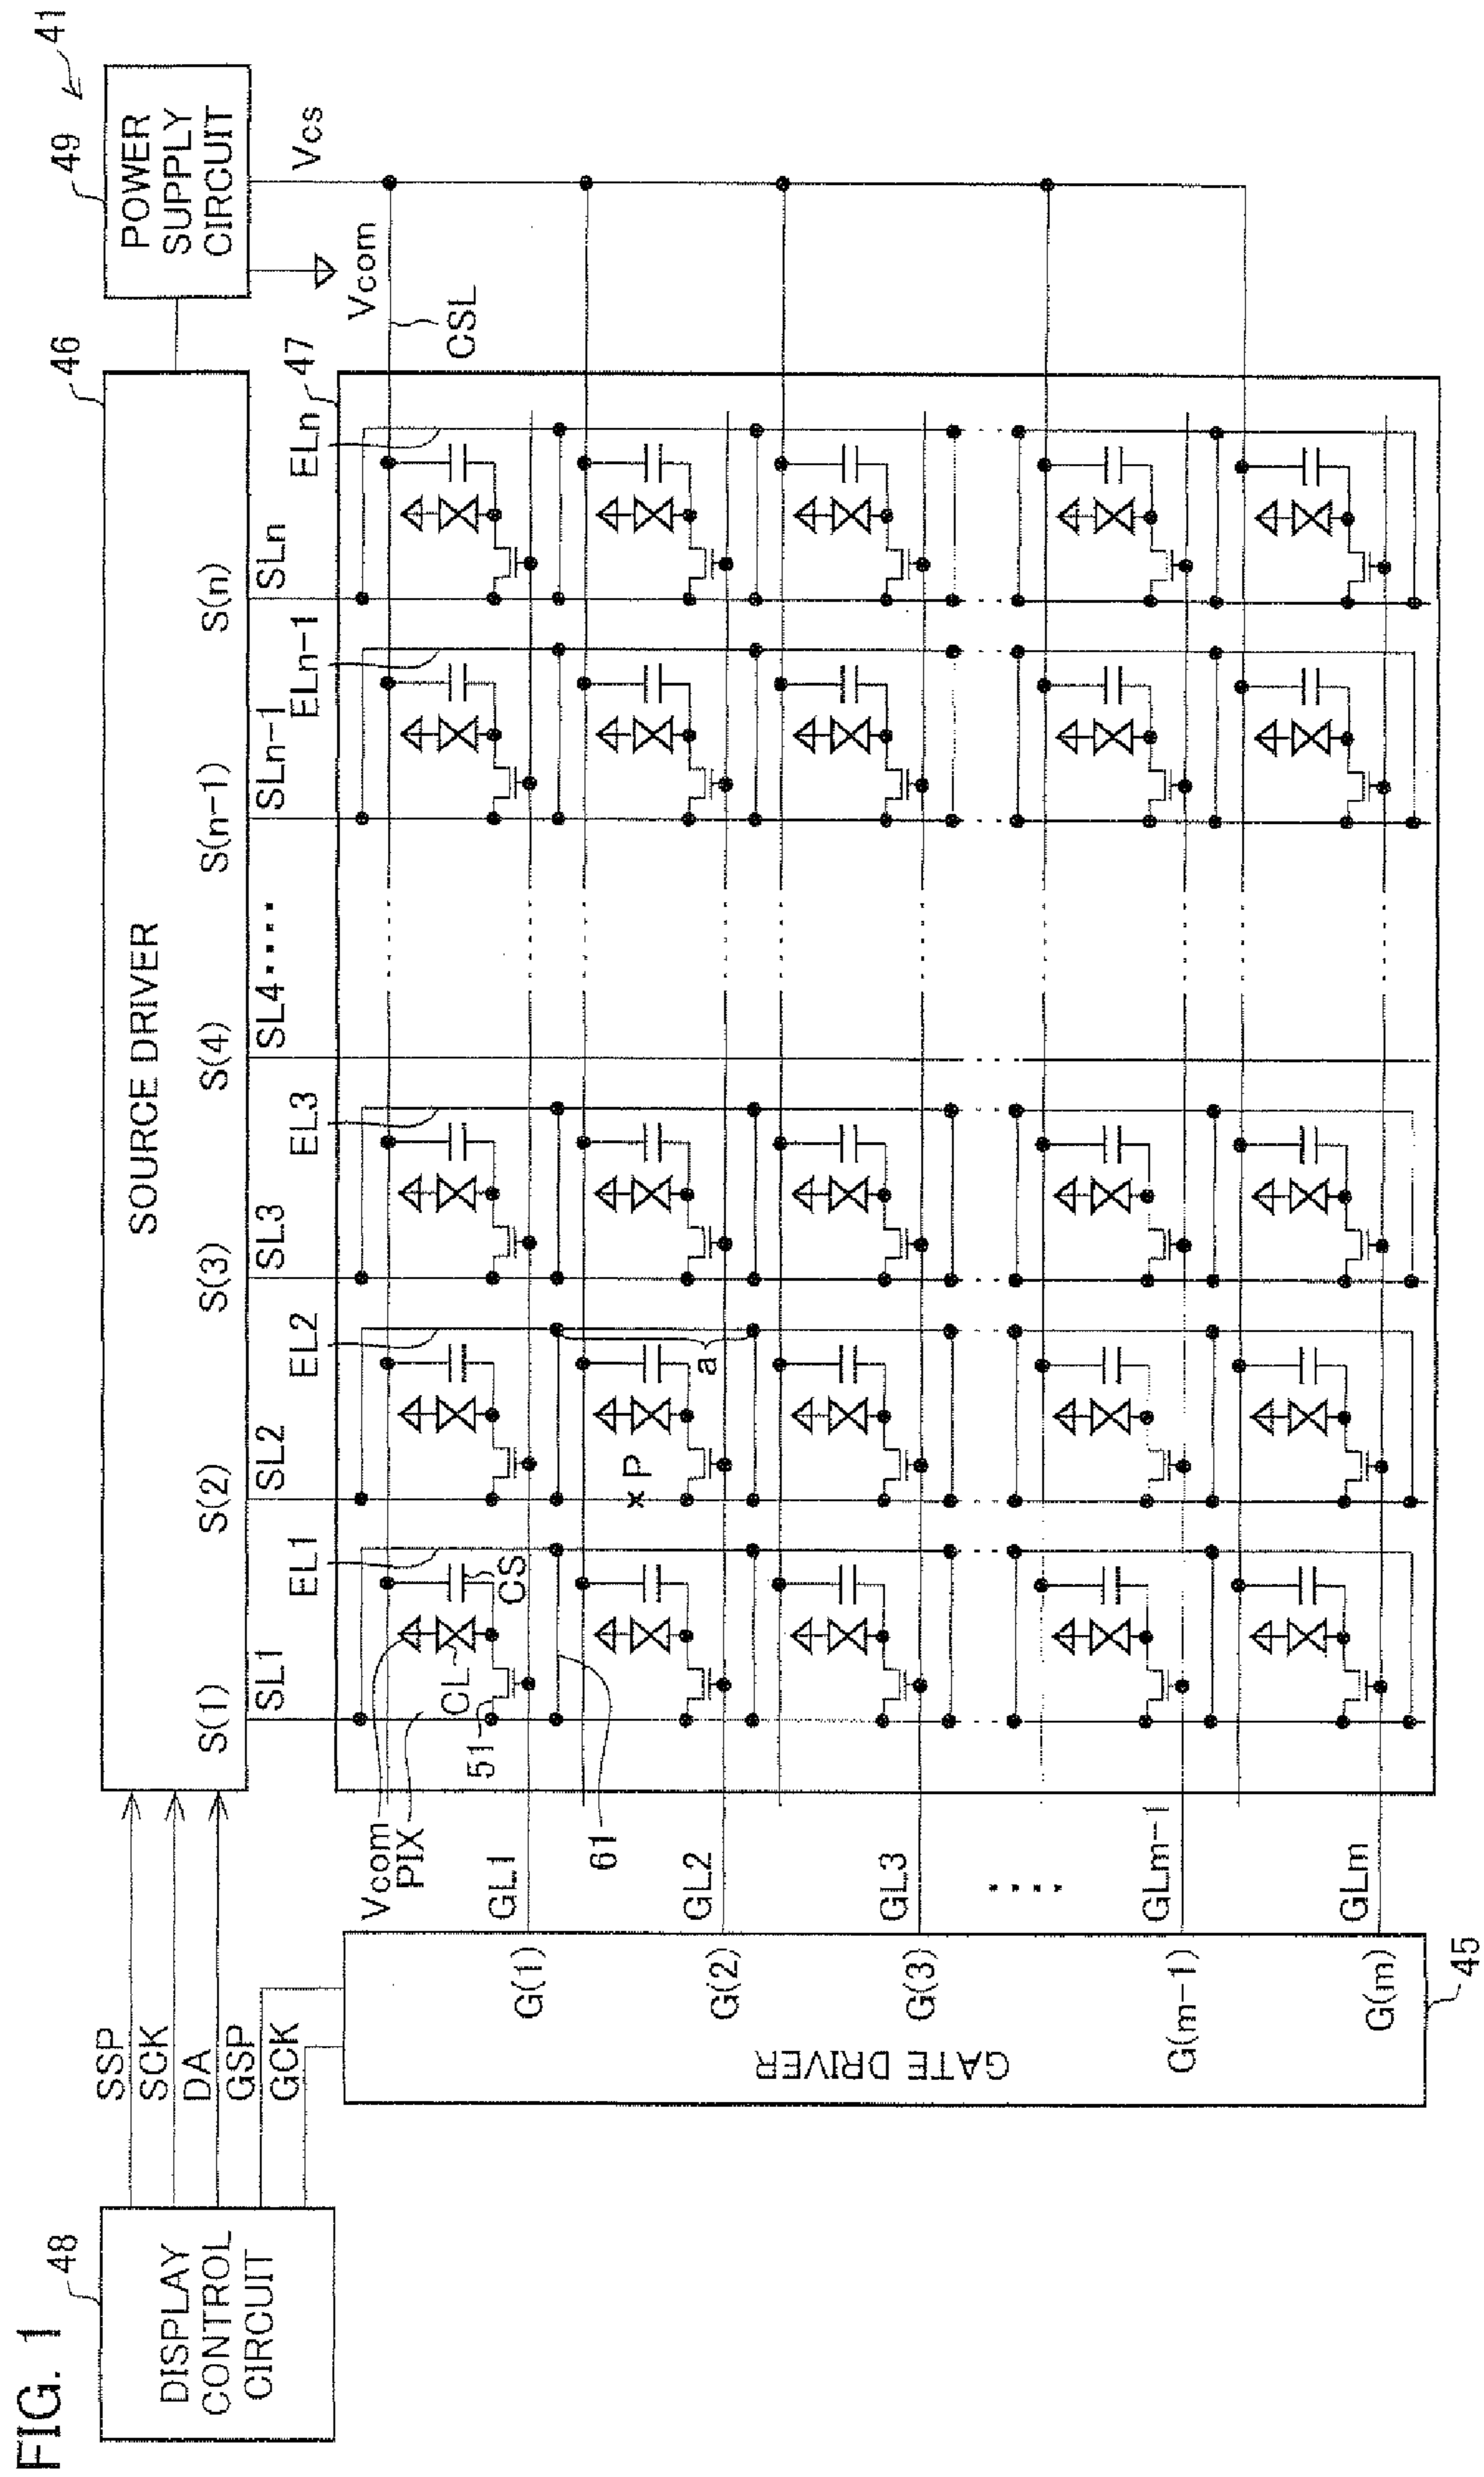 FIG. 1
41
DISPLAY
CONTROL
CIRCUIT
48
SSP
SCK
DA
GSP
GCK
SOURCE DRIVER
46
POWER
SUPPLY
CIRCUIT
49
S(1)
S(2)
S(3)
S(4)
S(n-1)
S(n)
SL1
SL2
SL3
SL4 ····
SLn-1
SLn
EL1
EL2
EL3
ELn-1
ELn
47
Vcom
Vcs
CSL
Vcom
PIX
CL
CS
51
61
P
a
GL1
GL2
GL3
····
GLm-1
GLm
G(1)
G(2)
G(3)
G(m-1)
G(m)
GATE DRIVER
45